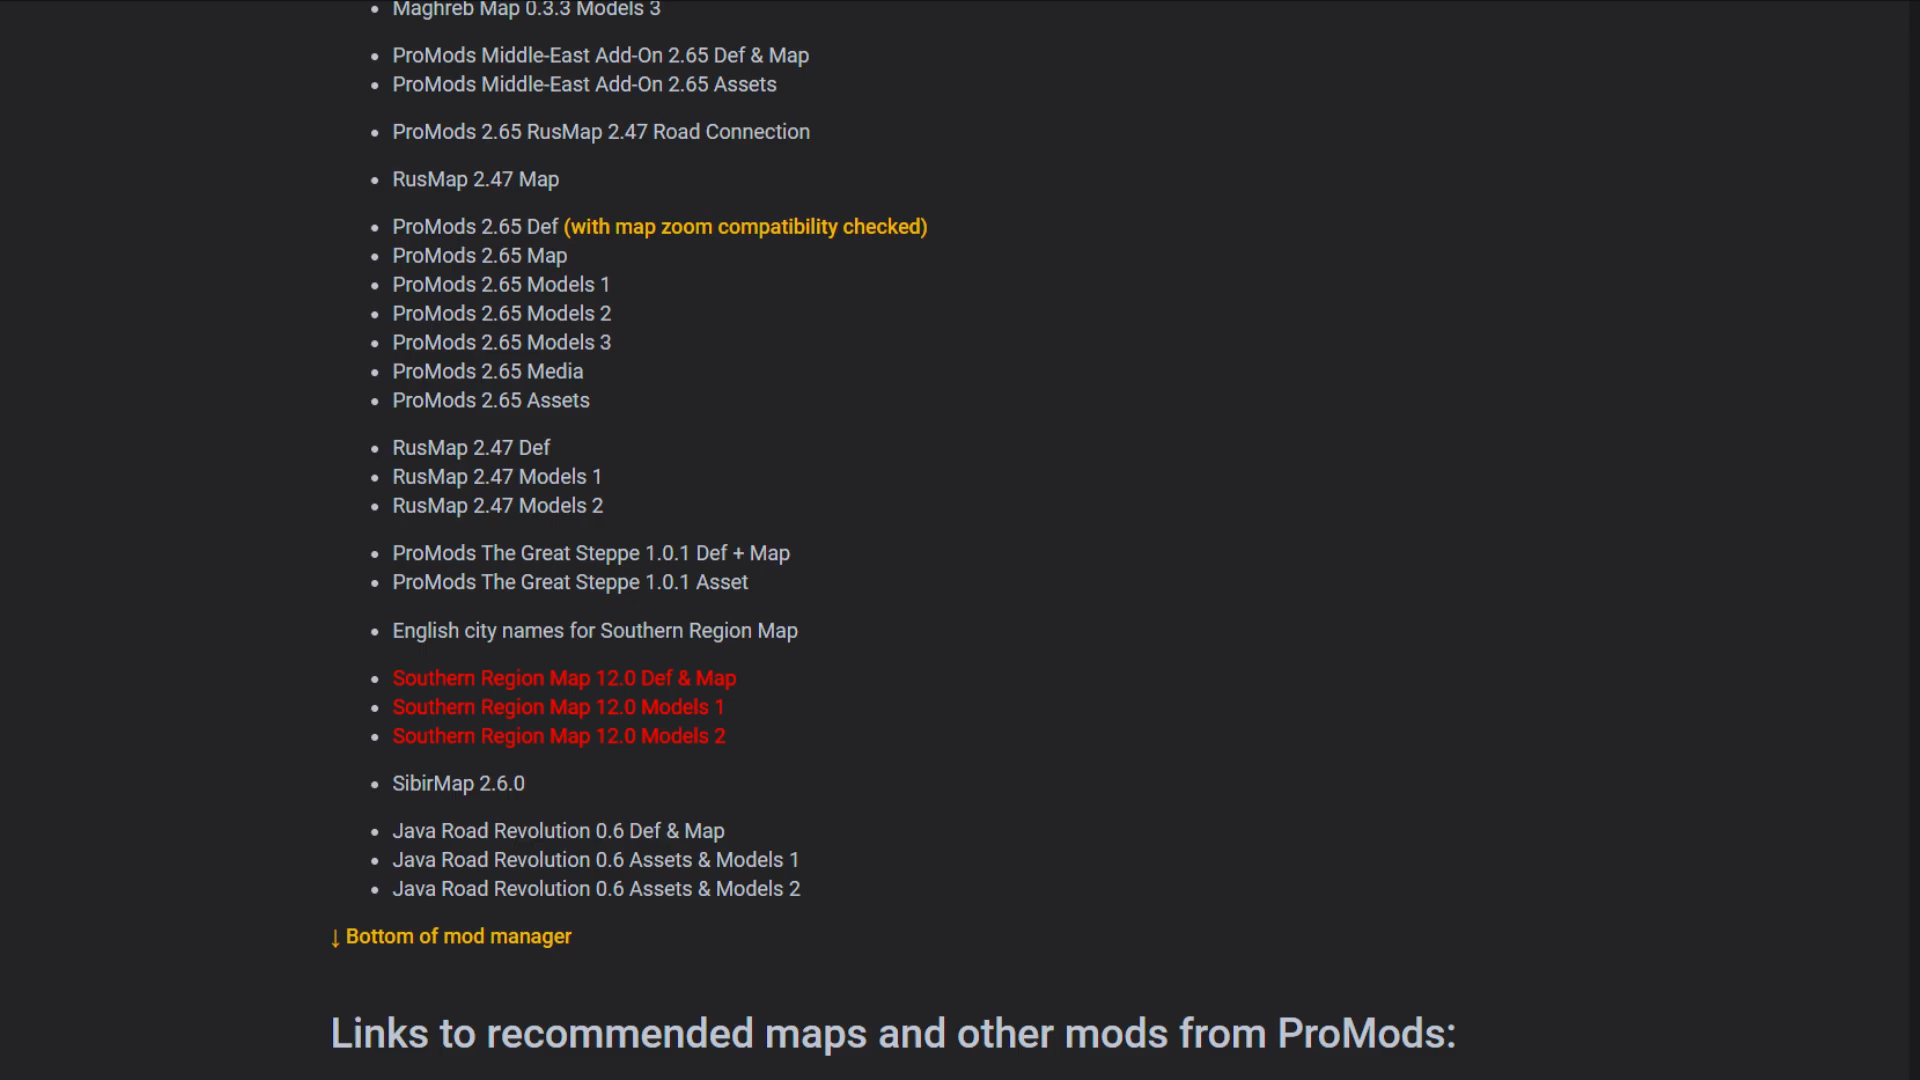 Maghreb Map 0.3.3 Models 3
ProMods Middle-East Add-On 2.65 Def & Map
ProMods Middle-East Add-On 2.65 Assets
ProMods 2.65 RusMap 2.47 Road Connection
RusMap 2.47 Map
ProMods 2.65 Def (with map zoom compatibility checked)
ProMods 2.65 Map
ProMods 2.65 Models 1
ProMods 2.65 Models 2
ProMods 2.65 Models 3
ProMods 2.65 Media
ProMods 2.65 Assets
RusMap 2.47 Def
RusMap 2.47 Models 1
RusMap 2.47 Models 2
ProMods The Great Steppe 1.0.1 Def + Map
ProMods The Great Steppe 1.0.1 Asset
English city names for Southern Region Map
Southern Region Map 12.0 Def & Map
Southern Region Map 12.0 Models 1
Southern Region Map 12.0 Models 2
SibirMap 2.6.0
Java Road Revolution 0.6 Def & Map
Java Road Revolution 0.6 Assets & Models 1
Java Road Revolution 0.6 Assets & Models 2
↓ Bottom of mod manager
Links to recommended maps and other mods from ProMods: